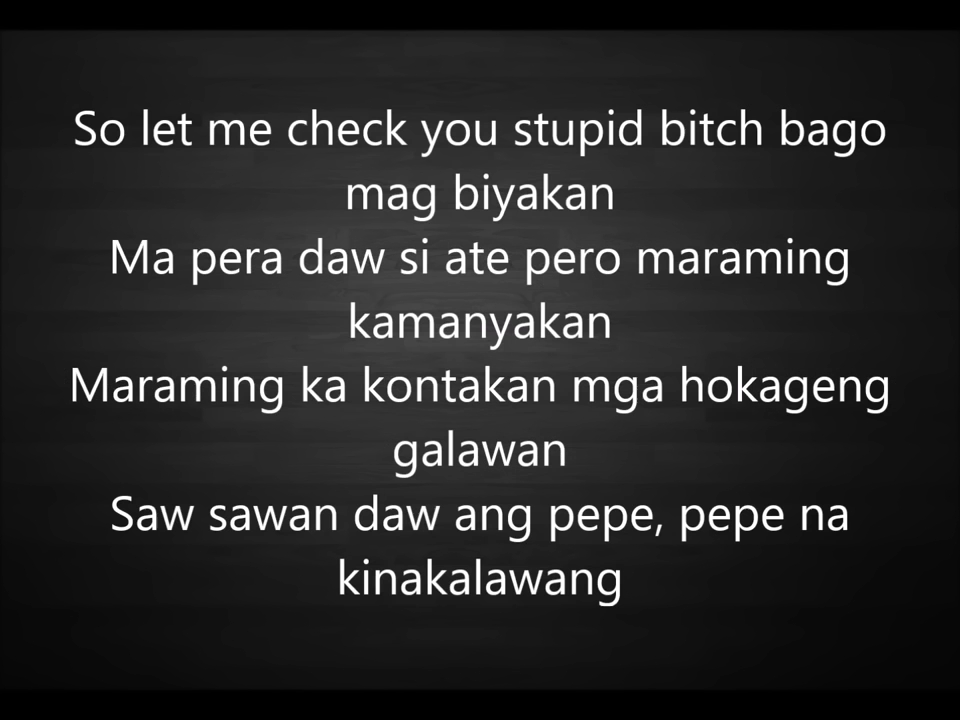 So let me check you stupid bitch bago
mag biyakan
Ma pera daw si ate pero maraming
kamanyakan
Maraming ka kontakan mga hokageng
galawan
Saw sawan daw ang pepe, pepe na
kinakalawang